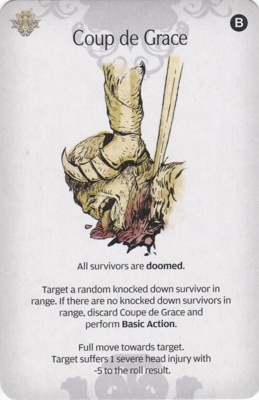 Coup de Grace
B
All survivors are doomed.
Target a random knocked down survivor in
range. If there are no knocked down survivors in
range, discard Coupe de Grace and
perform Basic Action.
Full move towards target.
Target suffers 1 severe head injury with
-5 to the roll result.